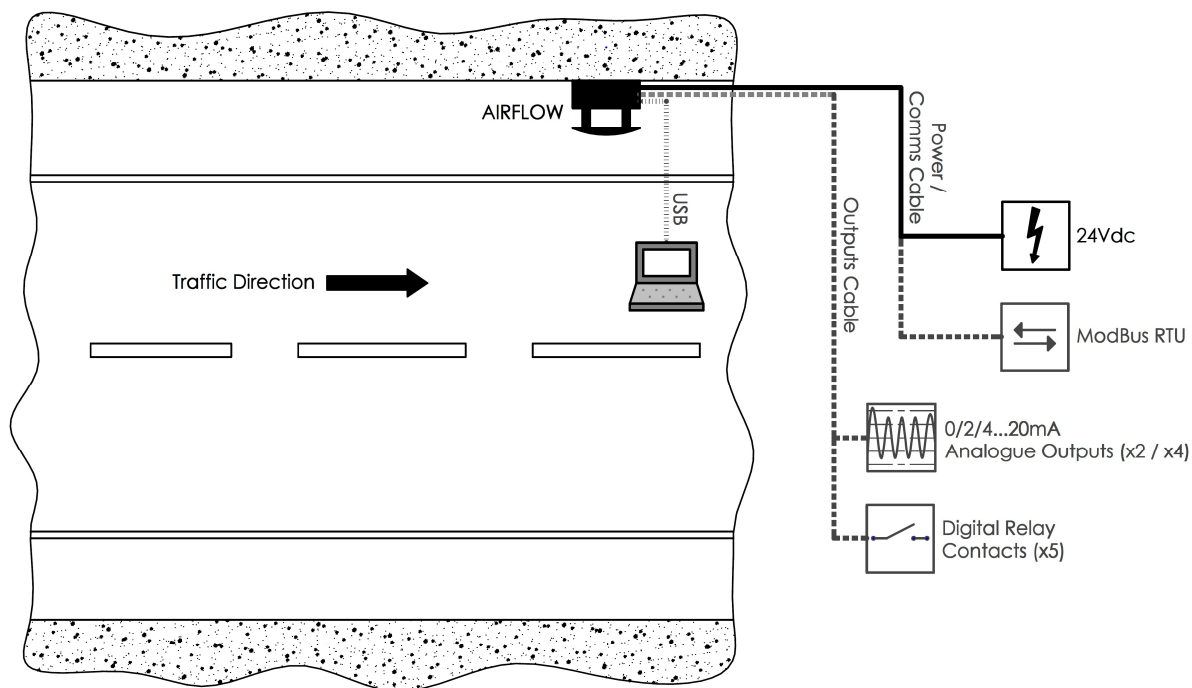 AIRFLOW
Power /
Comms Cable
USB
Outputs Cable
24Vdc
Traffic Direction
ModBus RTU
0/2/4...20mA
Analogue Outputs (x2 / x4)
Digital Relay
Contacts (x5)